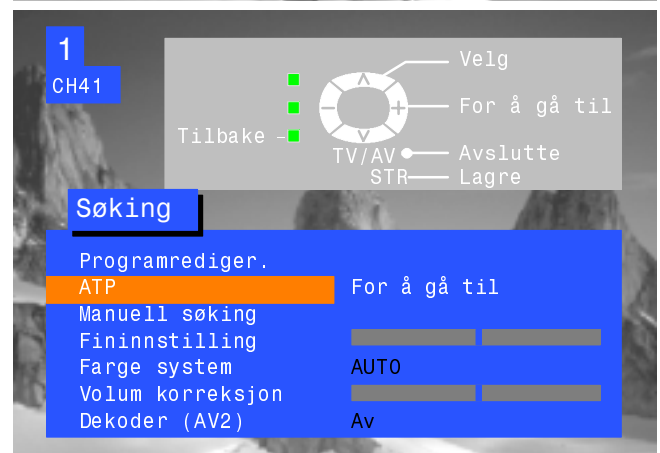 1
CH41
Velg
For å gå til
Tilbake
TV/AV Avslutte
STR Lagre
Søking
Programrediger.
ATP For å gå til
Manuell søking
Fininnstilling
Farge system AUTO
Volum korreksjon
Dekoder (AV2) Av